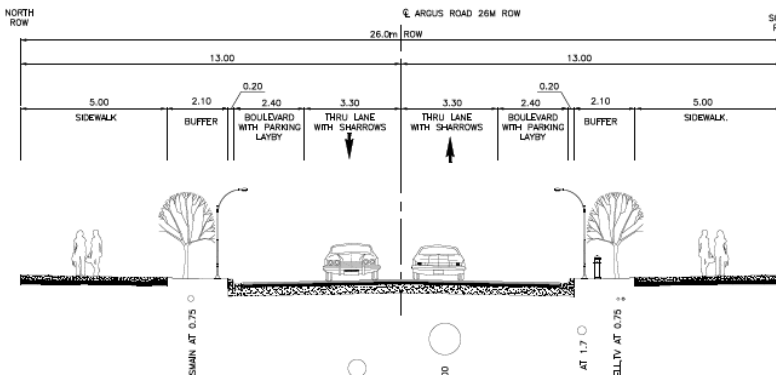 NORTH
ROW
℄ ARGUS ROAD 26M ROW
26.0m ROW
13.00
13.00
0.20
0.20
5.00
2.10
2.40
3.30
3.30
2.40
2.10
5.00
SIDEWALK
BUFFER
BOULEVARD
WITH PARKING
LAYBY
THRU LANE
WITH SHARROWS
THRU LANE
WITH SHARROWS
BOULEVARD
WITH PARKING
LAYBY
BUFFER
SIDEWALK.
SMAIN AT 0.75
AT 1.7
AT 0.75